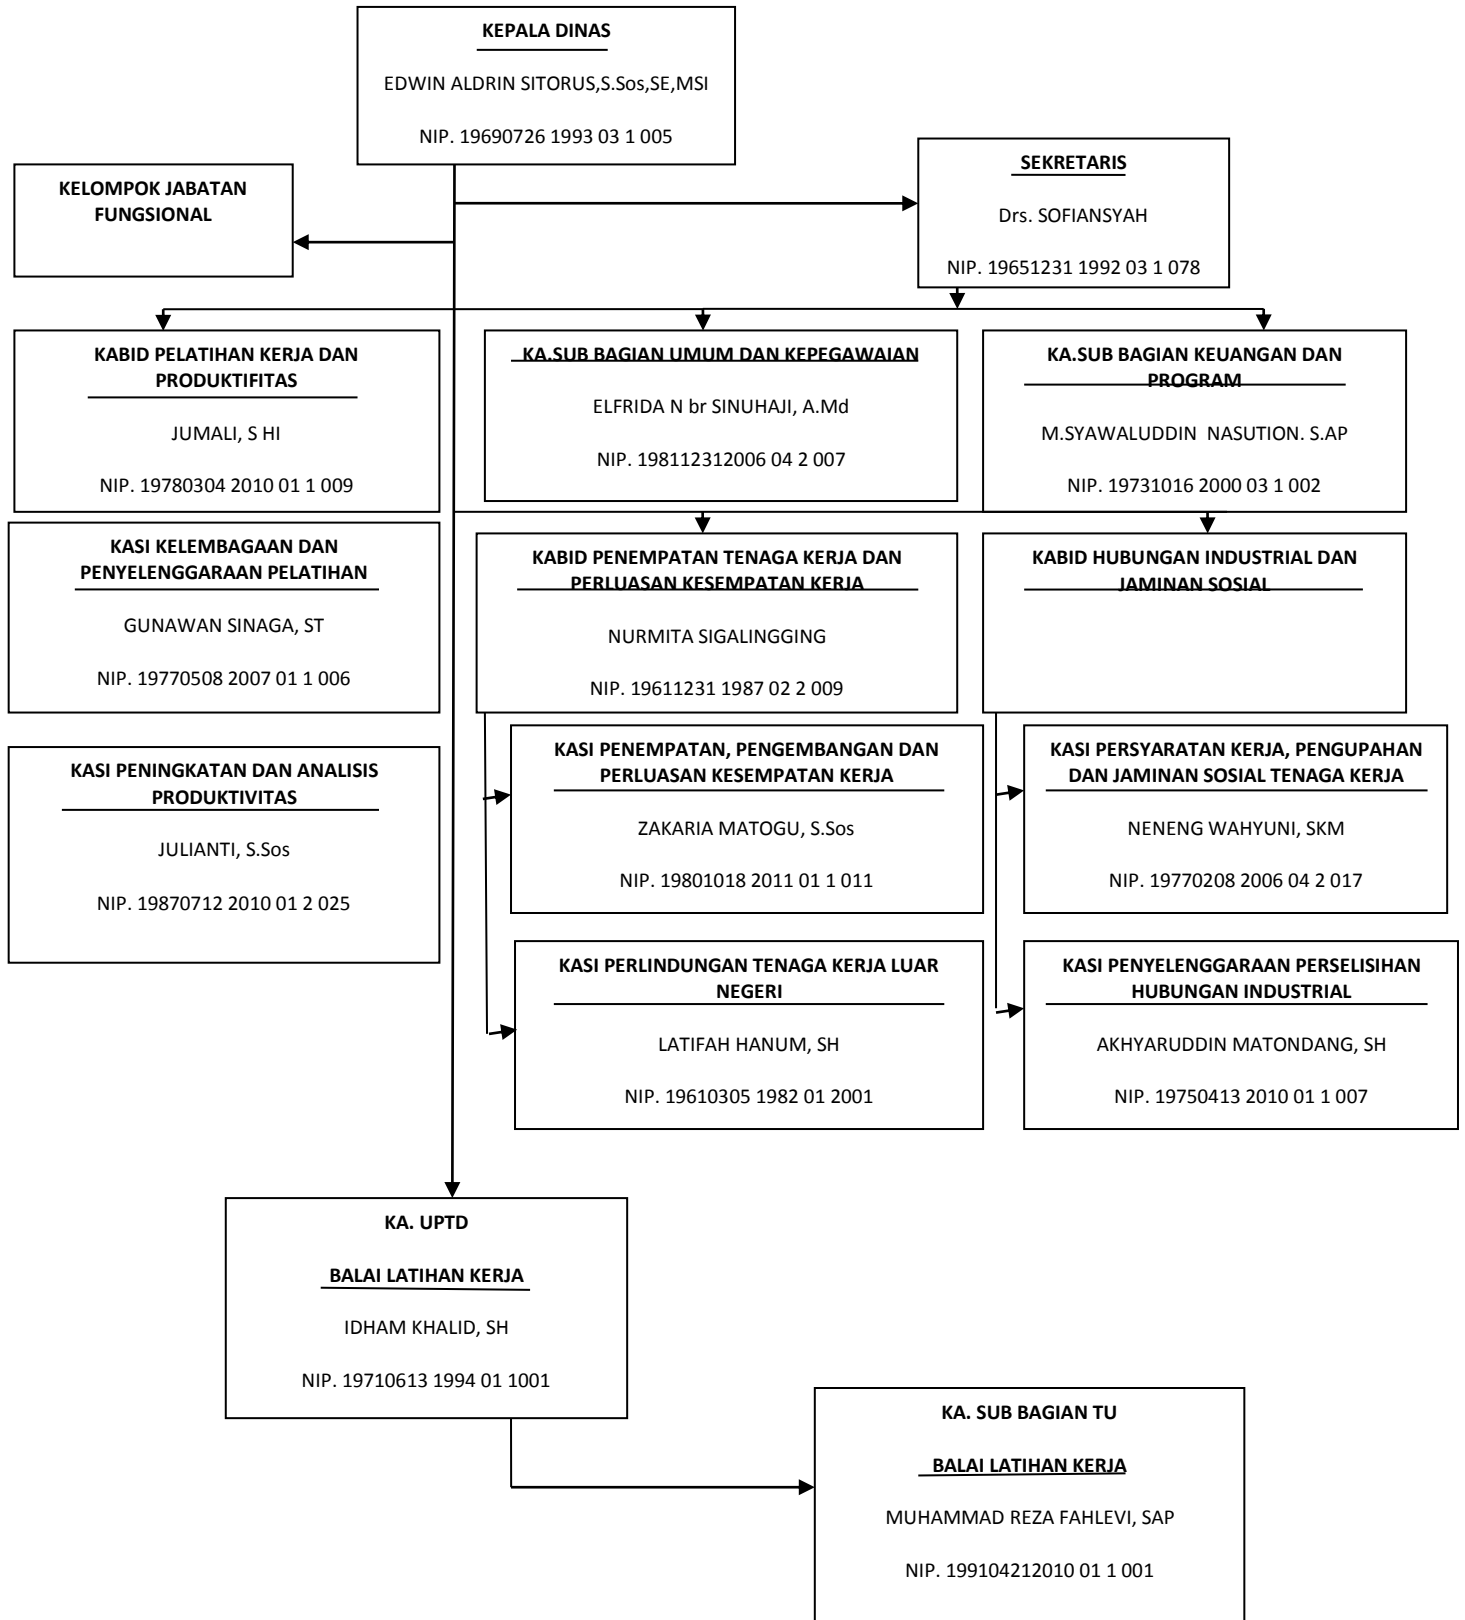 KEPALA DINAS
EDWIN ALDRIN SITORUS,S.Sos,SE,MSI
NIP. 19690726 1993 03 1 005
KELOMPOK JABATAN
FUNGSIONAL
SEKRETARIS
Drs. SOFIANSYAH
NIP. 19651231 1992 03 1 078
KABID PELATIHAN KERJA DAN
PRODUKTIFITAS
JUMALI, S HI
NIP. 19780304 2010 01 1 009
KA.SUB BAGIAN UMUM DAN KEPEGAWAIAN
ELFRIDA N br SINUHAJI, A.Md
NIP. 198112312006 04 2 007
KA.SUB BAGIAN KEUANGAN DAN
PROGRAM
M.SYAWALUDDIN  NASUTION. S.AP
NIP. 19731016 2000 03 1 002
KASI KELEMBAGAAN DAN
PENYELENGGARAAN PELATIHAN
GUNAWAN SINAGA, ST
NIP. 19770508 2007 01 1 006
KABID PENEMPATAN TENAGA KERJA DAN
PERLUASAN KESEMPATAN KERJA
NURMITA SIGALINGGING
NIP. 19611231 1987 02 2 009
KABID HUBUNGAN INDUSTRIAL DAN
JAMINAN SOSIAL
KASI PENINGKATAN DAN ANALISIS
PRODUKTIVITAS
JULIANTI, S.Sos
NIP. 19870712 2010 01 2 025
KASI PENEMPATAN, PENGEMBANGAN DAN
PERLUASAN KESEMPATAN KERJA
ZAKARIA MATOGU, S.Sos
NIP. 19801018 2011 01 1 011
KASI PERSYARATAN KERJA, PENGUPAHAN
DAN JAMINAN SOSIAL TENAGA KERJA
NENENG WAHYUNI, SKM
NIP. 19770208 2006 04 2 017
KASI PERLINDUNGAN TENAGA KERJA LUAR
NEGERI
LATIFAH HANUM, SH
NIP. 19610305 1982 01 2001
KASI PENYELENGGARAAN PERSELISIHAN
HUBUNGAN INDUSTRIAL
AKHYARUDDIN MATONDANG, SH
NIP. 19750413 2010 01 1 007
KA. UPTD
BALAI LATIHAN KERJA
IDHAM KHALID, SH
NIP. 19710613 1994 01 1001
KA. SUB BAGIAN TU
BALAI LATIHAN KERJA
MUHAMMAD REZA FAHLEVI, SAP
NIP. 199104212010 01 1 001